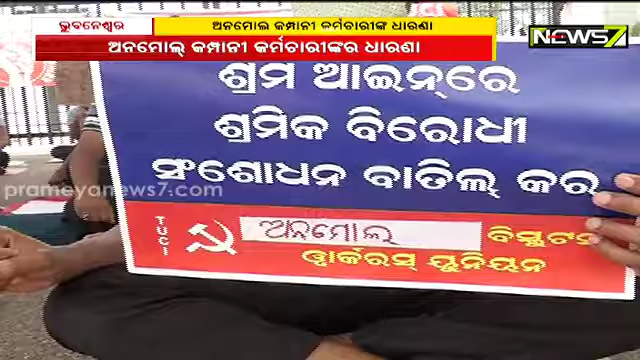 ଭୁବନେଶ୍ୱର
ଅନମୋଲ କମ୍ପାନୀ କର୍ମଚାରୀଙ୍କ ଧାରଣା
NEWS7
ଅନମୋଲ୍ କମ୍ପାନୀ କର୍ମଚାରୀଙ୍କର ଧାରଣା
ଶ୍ରମ ଆଇନ୍‌ରେ
ଶ୍ରମିକ ବିରୋଧୀ
ସଂଶୋଧନ ବାତିଲ୍ କର
prameyanews7.com
TUCI
ଅନମୋଲ ବିସ୍କୁଟସ୍
ୱାର୍କରସ୍ ୟୁନିୟନ